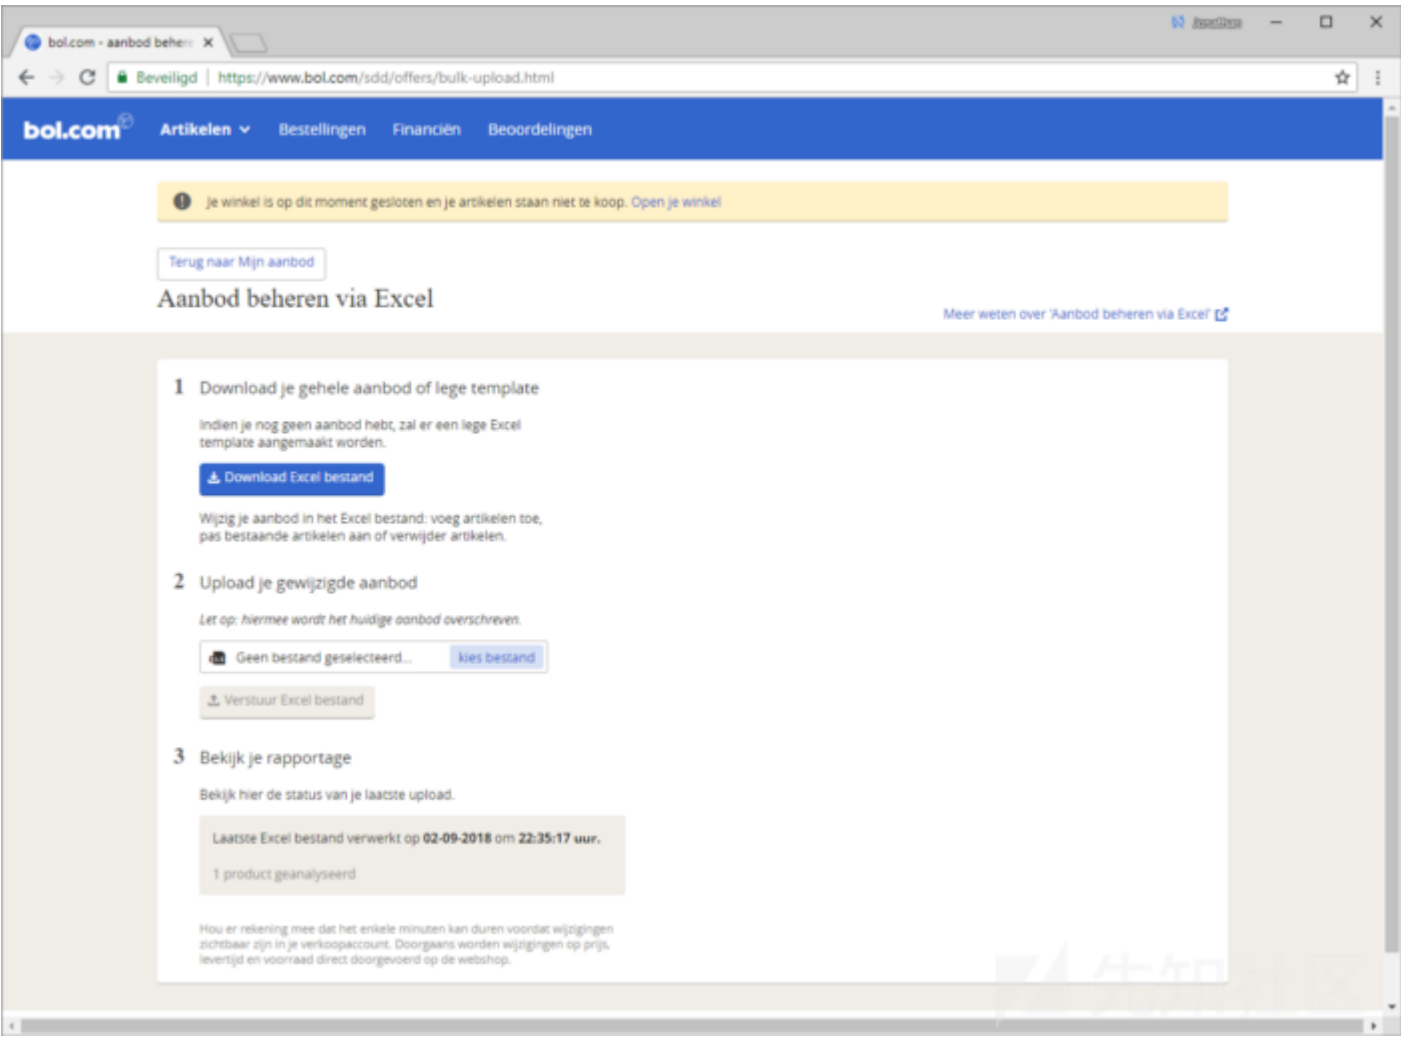 bol.com - aanbod behere
Beveiligd https://www.bol.com/sdd/offers/bulk-upload.html
bol.com Artikelen Bestellingen Financiën Beoordelingen
Je winkel is op dit moment gesloten en je artikelen staan niet te koop. Open je winkel
Terug naar Mijn aanbod
Aanbod beheren via Excel
Meer weten over 'Aanbod beheren via Excel'
1 Download je gehele aanbod of lege template
Indien je nog geen aanbod hebt, zal er een lege Excel
template aangemaakt worden.
Download Excel bestand
Wijzig je aanbod in het Excel bestand: voeg artikelen toe,
pas bestaande artikelen aan of verwijder artikelen.
2 Upload je gewijzigde aanbod
Let op: hiermee wordt het huidige aanbod overschreven.
Geen bestand geselecteerd... kies bestand
Verstuur Excel bestand
3 Bekijk je rapportage
Bekijk hier de status van je laatste upload.
Laatste Excel bestand verwerkt op 02-09-2018 om 22:35:17 uur.
1 product geanalyseerd
Hou er rekening mee dat het enkele minuten kan duren voordat wijzigingen
zichtbaar zijn in je verkoopaccount. Doorgaans worden wijzigingen op prijs,
levertijd en voorraad direct doorgevoerd op de webshop.
先知社区